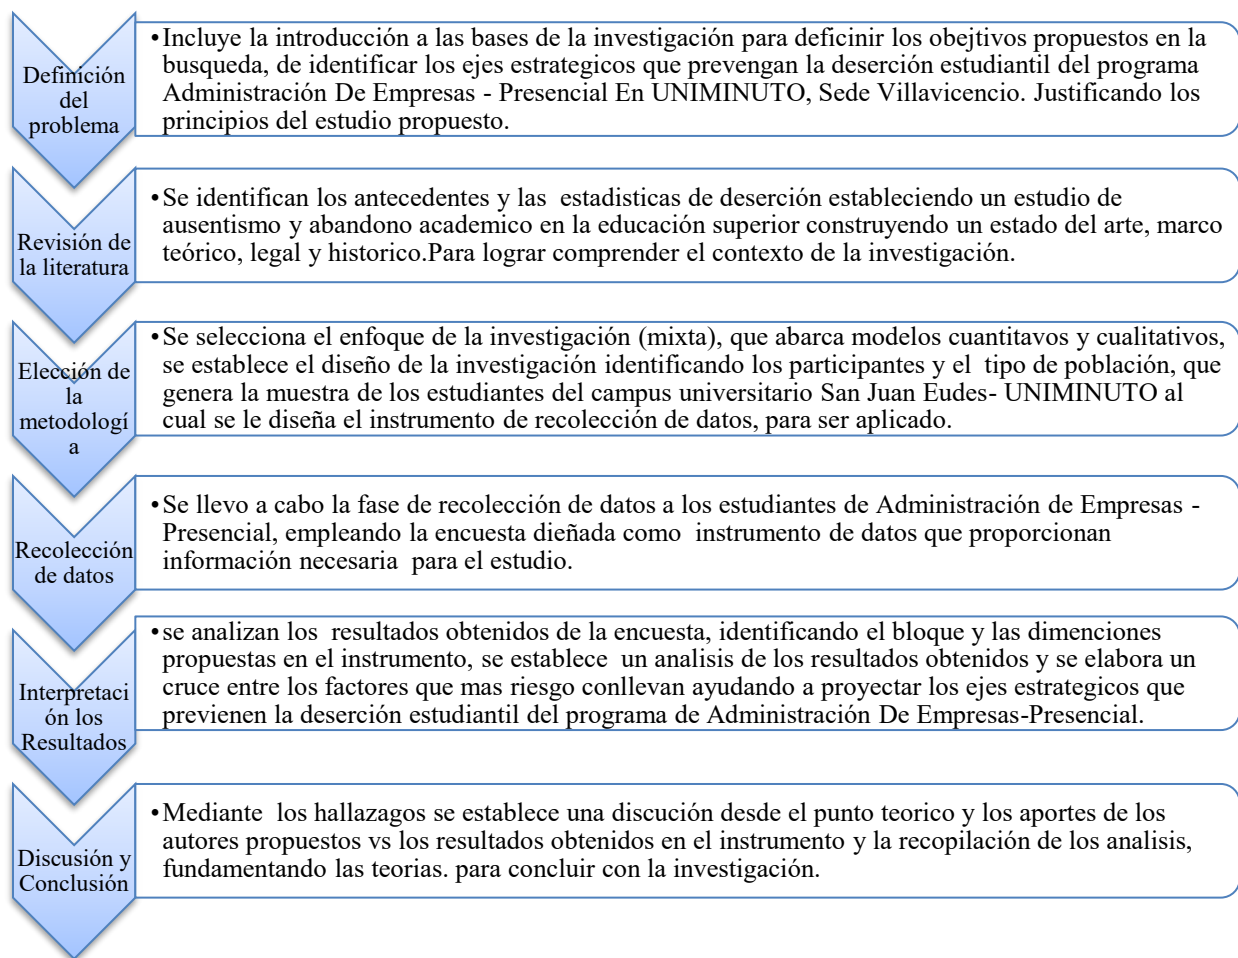 Definición
del
problema
•Incluye la introducción a las bases de la investigación para deficinir los obejtivos propuestos en la
busqueda, de identificar los ejes estrategicos que prevengan la deserción estudiantil del programa
Administración De Empresas - Presencial En UNIMINUTO, Sede Villavicencio. Justificando los
principios del estudio propuesto.
Revisión de
la literatura
•Se identifican los antecedentes y las estadisticas de deserción estableciendo un estudio de
ausentismo y abandono academico en la educación superior construyendo un estado del arte, marco
teórico, legal y historico.Para lograr comprender el contexto de la investigación.
Elección de
la
metodologí
a
•Se selecciona el enfoque de la investigación (mixta), que abarca modelos cuantitavos y cualitativos,
se establece el diseño de la investigación identificando los participantes y el tipo de población, que
genera la muestra de los estudiantes del campus universitario San Juan Eudes- UNIMINUTO al
cual se le diseña el instrumento de recolección de datos, para ser aplicado.
Recolección
de datos
•Se llevo a cabo la fase de recolección de datos a los estudiantes de Administración de Empresas -
Presencial, empleando la encuesta dieñada como instrumento de datos que proporcionan
información necesaria para el estudio.
Interpretaci
ón los
Resultados
•se analizan los resultados obtenidos de la encuesta, identificando el bloque y las dimenciones
propuestas en el instrumento, se establece un analisis de los resultados obtenidos y se elabora un
cruce entre los factores que mas riesgo conllevan ayudando a proyectar los ejes estrategicos que
previenen la deserción estudiantil del programa de Administración De Empresas-Presencial.
Discusión y
Conclusión
•Mediante los hallazagos se establece una discución desde el punto teorico y los aportes de los
autores propuestos vs los resultados obtenidos en el instrumento y la recopilación de los analisis,
fundamentando las teorias. para concluir con la investigación.